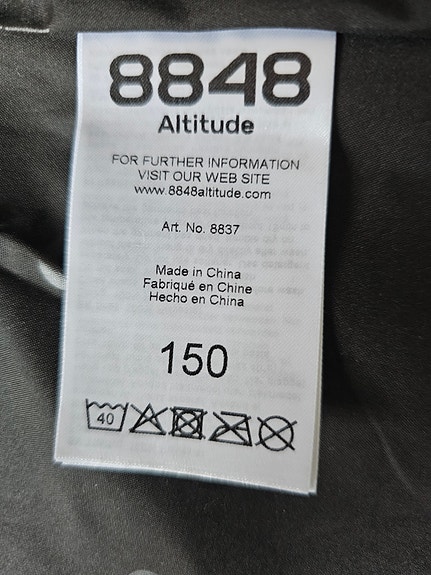 8848
Altitude
FOR FURTHER INFORMATION
VISIT OUR WEB SITE
www.8848altitude.com
Art. No. 8837
Made in China
Fabriqué en Chine
Hecho en China
150
40